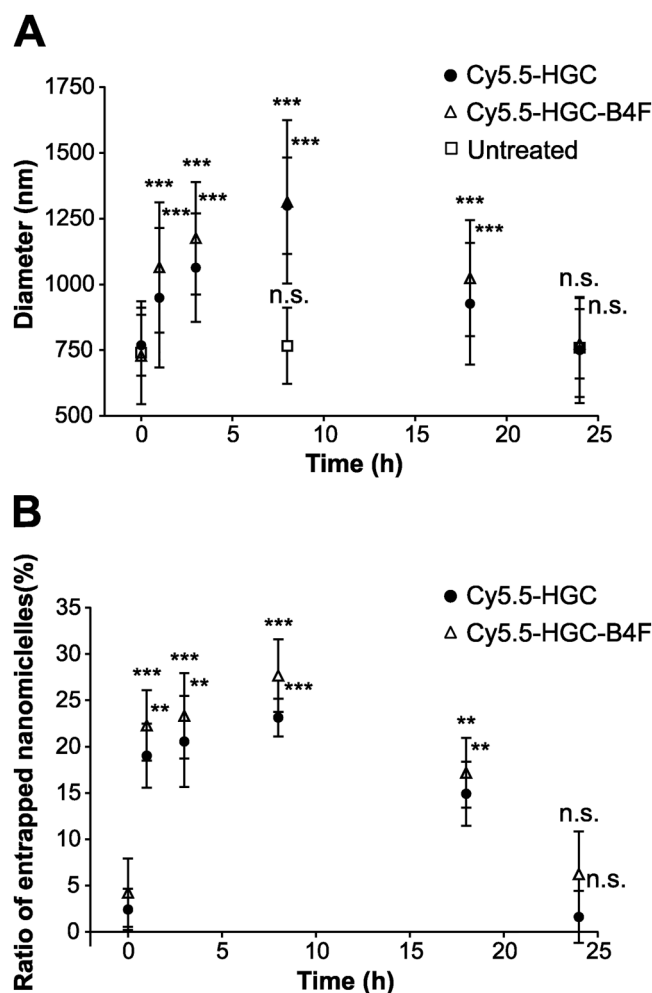 A
Diameter (nm)
1750
1500
1250
1000
750
500
Cy5.5-HGC
Cy5.5-HGC-B4F
Untreated
***
***
***
***
***
***
n.s.
***
***
n.s.
n.s.
0 5 10 15 20 25
Time (h)
B
Ratio of entrapped nanomiclelles(%)
35
30
25
20
15
10
5
0
Cy5.5-HGC
Cy5.5-HGC-B4F
***
**
***
**
***
***
**
**
n.s.
n.s.
0 5 10 15 20 25
Time (h)